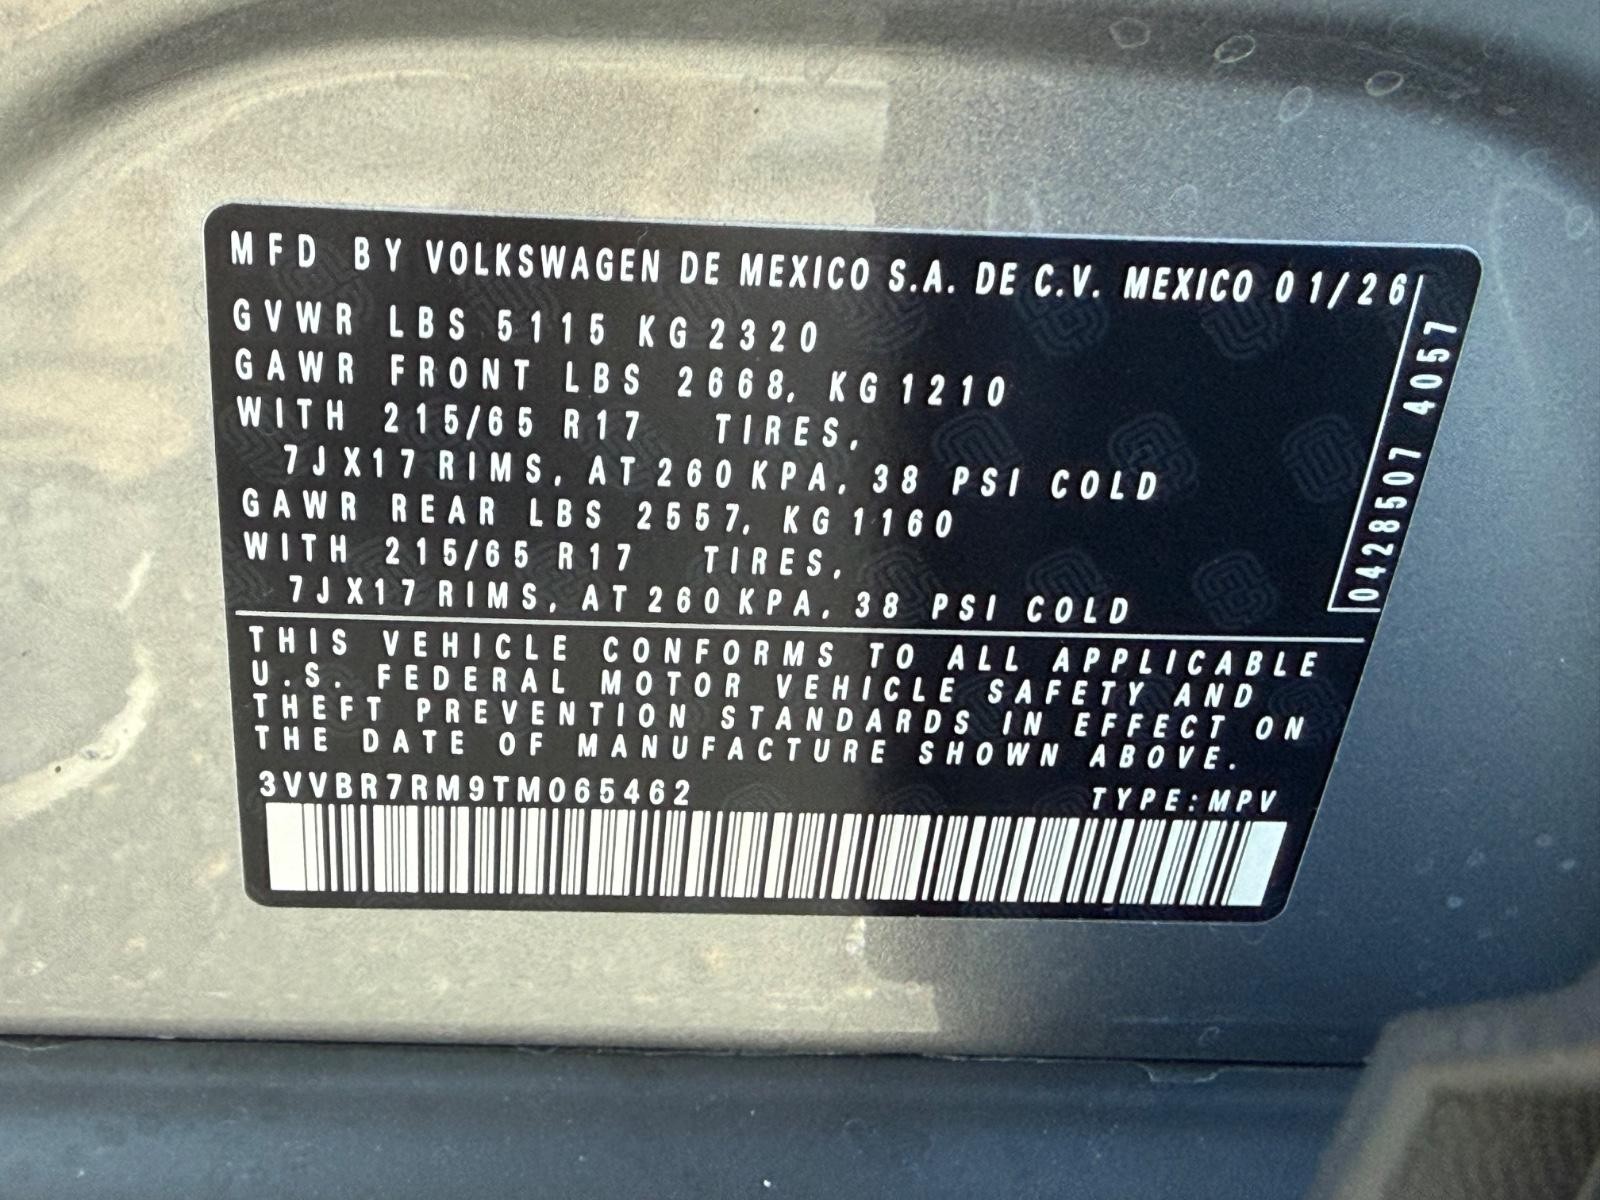 MFD BY VOLKSWAGEN DE MEXICO S.A. DE C.V. MEXICO 01/26
GVWR LBS 5115 KG 2320
GAWR FRONT LBS 2668, KG 1210
WITH 215/65 R17 TIRES,
7JX17 RIMS, AT 260 KPA, 38 PSI COLD
GAWR REAR LBS 2557, KG 1160
WITH 215/65 R17 TIRES,
7JX17 RIMS, AT 260 KPA, 38 PSI COLD
0428507 4057
THIS VEHICLE CONFORMS TO ALL APPLICABLE
U.S. FEDERAL MOTOR VEHICLE SAFETY AND
THEFT PREVENTION STANDARDS IN EFFECT ON
THE DATE OF MANUFACTURE SHOWN ABOVE.
3VVBR7RM9TM065462 TYPE: MPV